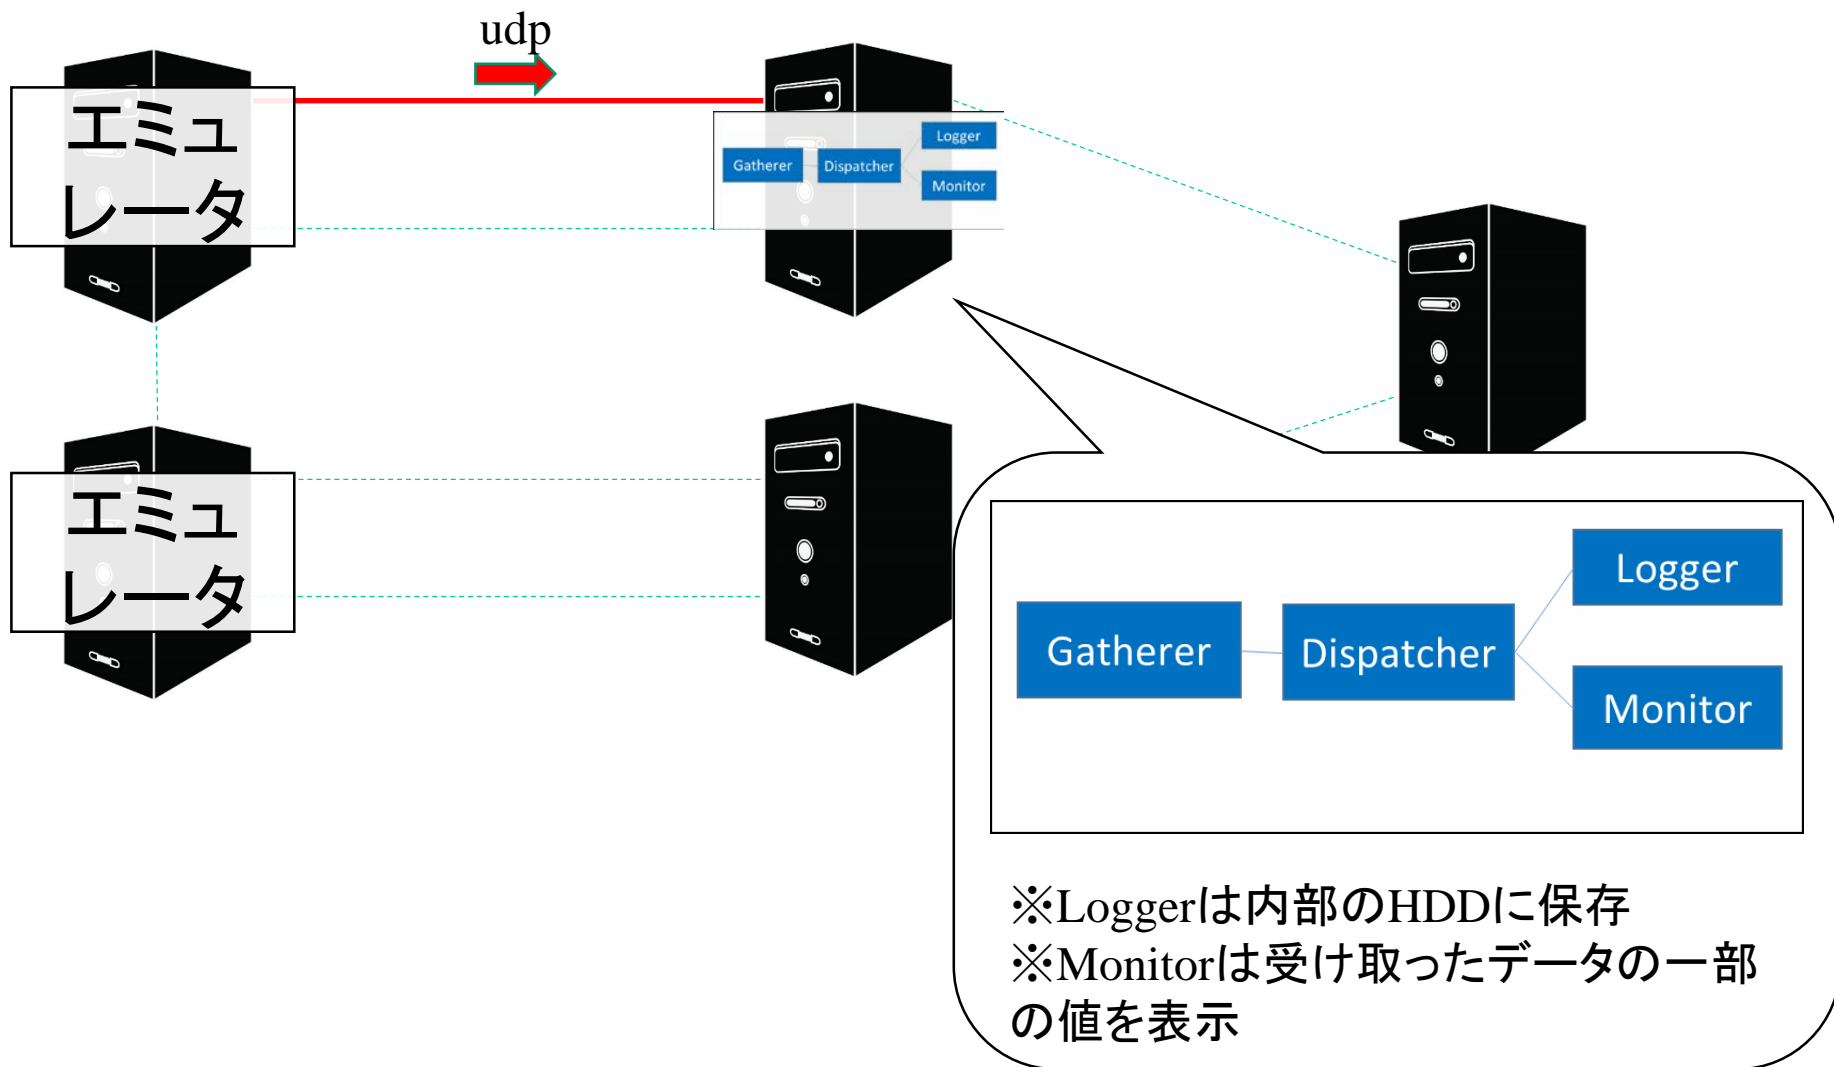 udp
エミュ
レータ
Logger
Gatherer
Dispatcher
Monitor
エミュ
レータ
Logger
Gatherer
Dispatcher
Monitor
※Loggerは内部のHDDに保存
※Monitorは受け取ったデータの一部
の値を表示